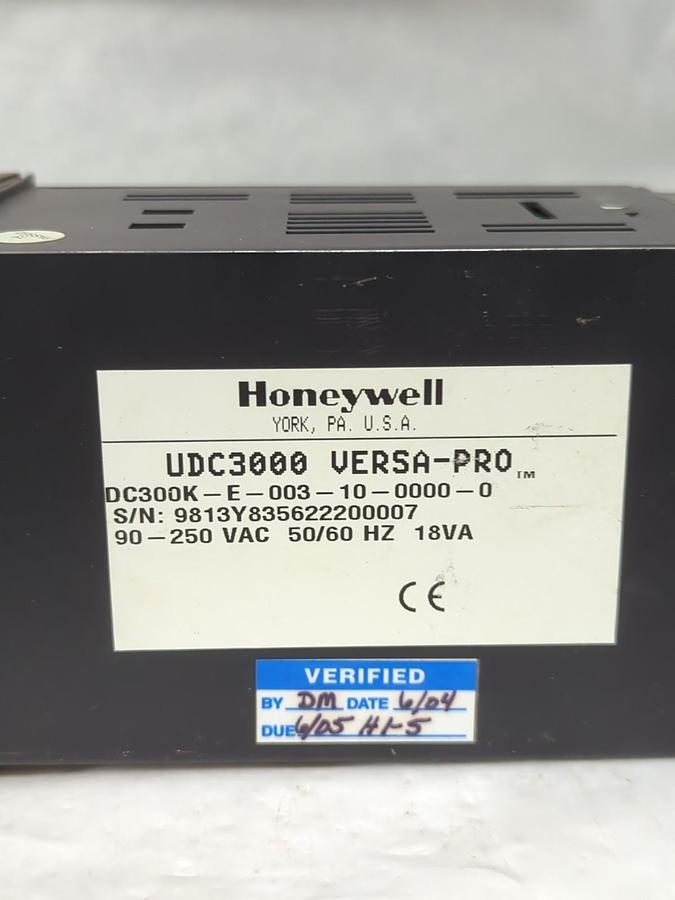 Honeywell
YORK, PA. U.S.A.
UDC3000 VERSA-PRO™
DC300K-E-003-10-0000-0
S/N: 9813Y835622200007
90-250 VAC 50/60 HZ 18VA
CE
VERIFIED
BY DM DATE 6/04
DUE 6/05 H1-5